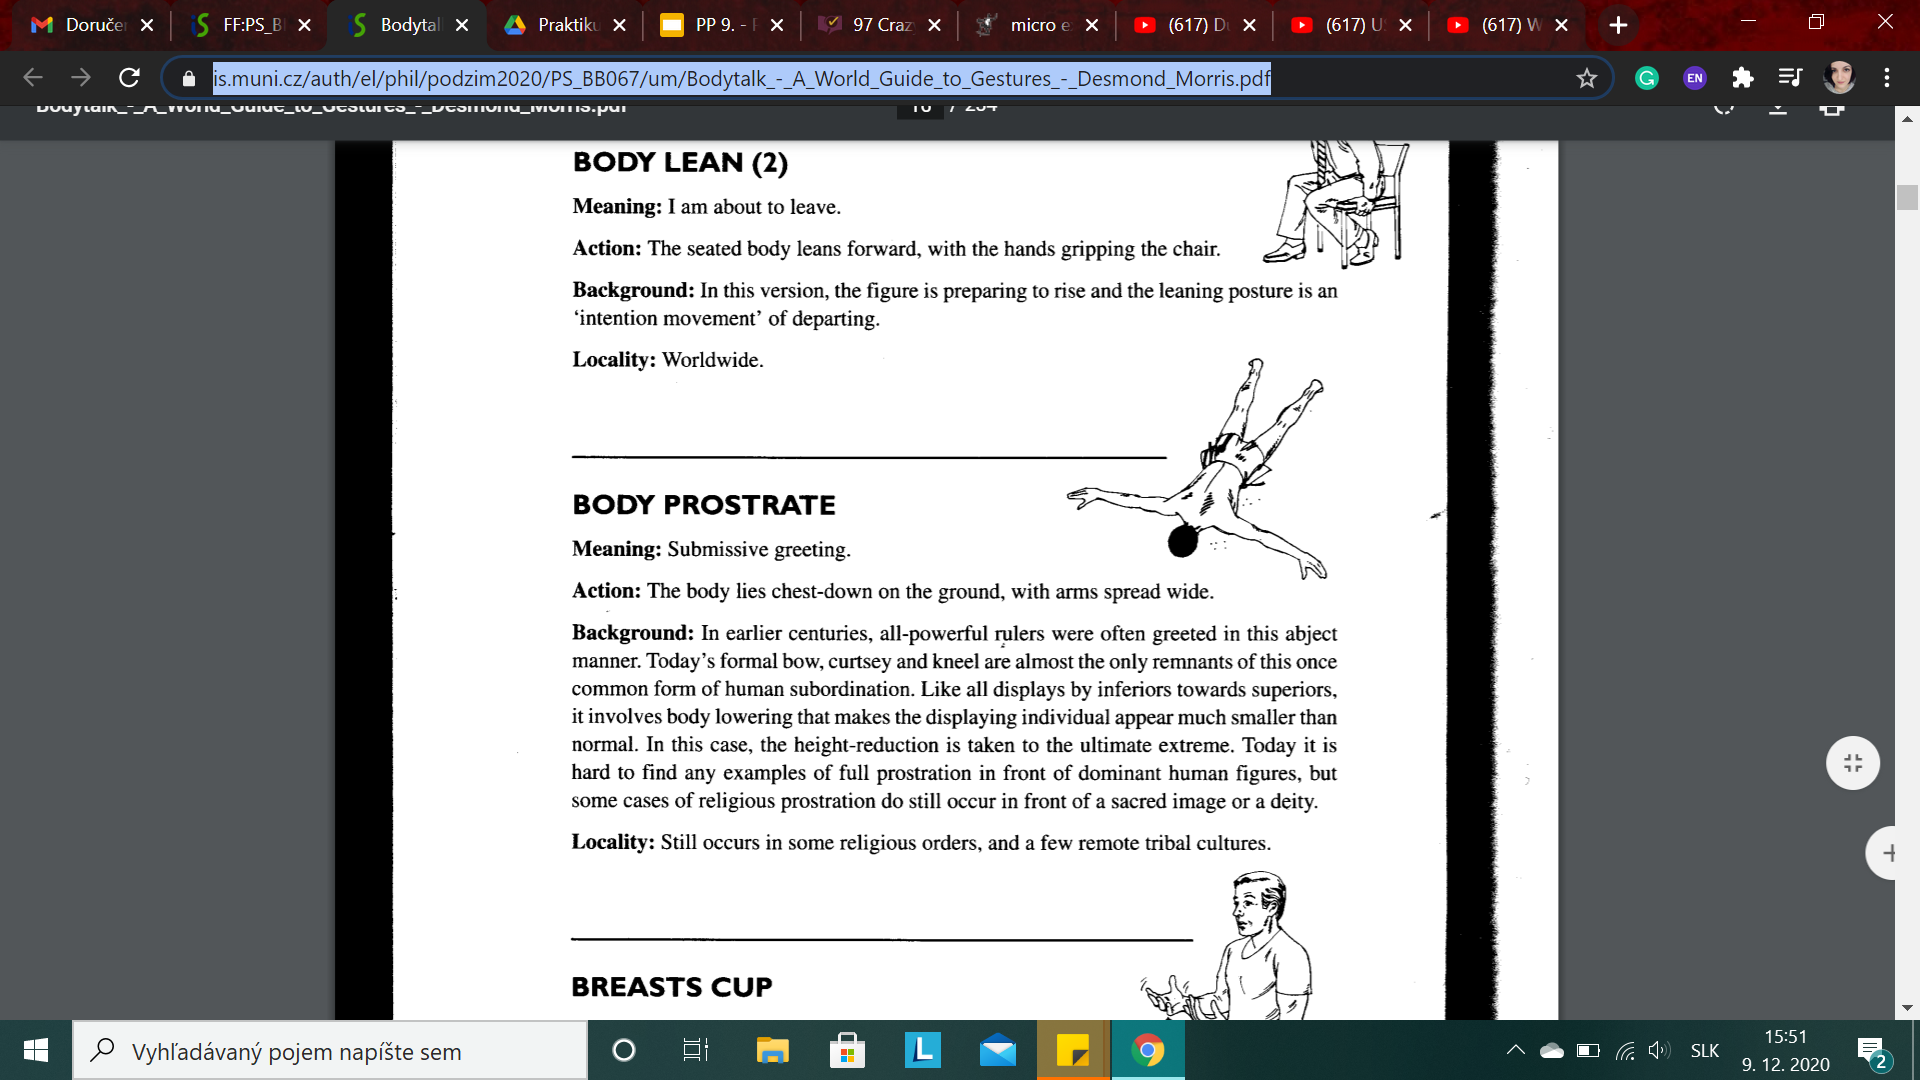 Doruče
FF:PS_B
Bodytal
Praktiku
PP 9. -
97 Craz
micro e
(617) D
(617) U
(617) W
is.muni.cz/auth/el/phil/podzim2020/PS_BB067/um/Bodytalk_-_A_World_Guide_to_Gestures_-_Desmond_Morris.pdf
EN
Bodytalk_-_A_World_Guide_to_Gestures_-_Desmond_Morris.pdf
16 / 234
BODY LEAN (2)
Meaning: I am about to leave.
Action: The seated body leans forward, with the hands gripping the chair.
Background: In this version, the figure is preparing to rise and the leaning posture is an
‘intention movement’ of departing.
Locality: Worldwide.
BODY PROSTRATE
Meaning: Submissive greeting.
Action: The body lies chest-down on the ground, with arms spread wide.
Background: In earlier centuries, all-powerful rulers were often greeted in this abject
manner. Today’s formal bow, curtsey and kneel are almost the only remnants of this once
common form of human subordination. Like all displays by inferiors towards superiors,
it involves body lowering that makes the displaying individual appear much smaller than
normal. In this case, the height-reduction is taken to the ultimate extreme. Today it is
hard to find any examples of full prostration in front of dominant human figures, but
some cases of religious prostration do still occur in front of a sacred image or a deity.
Locality: Still occurs in some religious orders, and a few remote tribal cultures.
BREASTS CUP
Vyhľadávaný pojem napíšte sem
L
SLK
15:51
9. 12. 2020
2